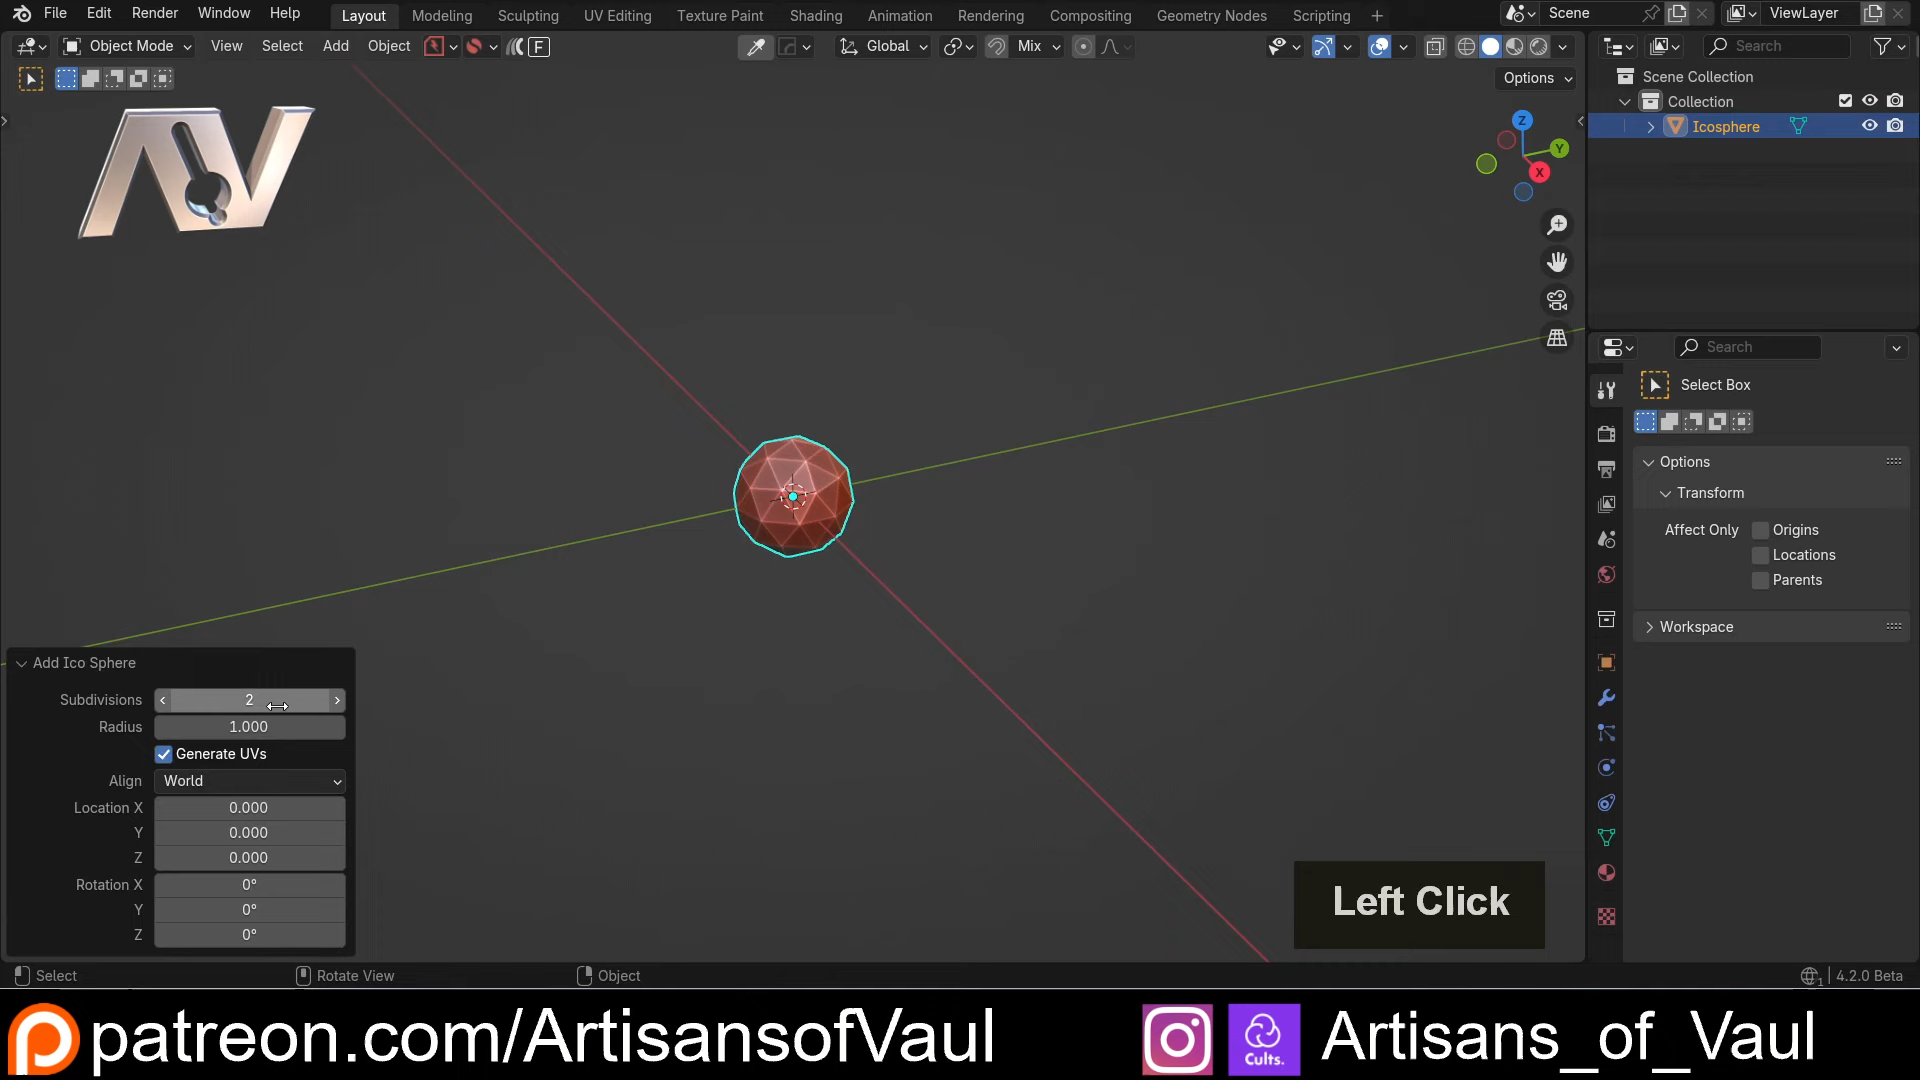 File Edit Render Window Help Layout Modeling Sculpting UV Editing Texture Paint Shading Animation Rendering Compositing Geometry Nodes Scripting + Scene ViewLayer
Object Mode View Select Add Object F Global Mix Search
Options
Scene Collection
Collection
Icosphere
Z
Y
X
Search
Select Box
Options
Transform
Affect Only Origins
Locations
Parents
Workspace
AV
Add Ico Sphere
Subdivisions 2
Radius 1.000
Generate UVs
Align World
Location X 0.000
Y 0.000
Z 0.000
Rotation X 0°
Y 0°
Z 0°
Left Click
Select Rotate View Object 4.2.0 Beta
patreon.com/ArtisansofVaul Cults. Artisans_of_Vaul